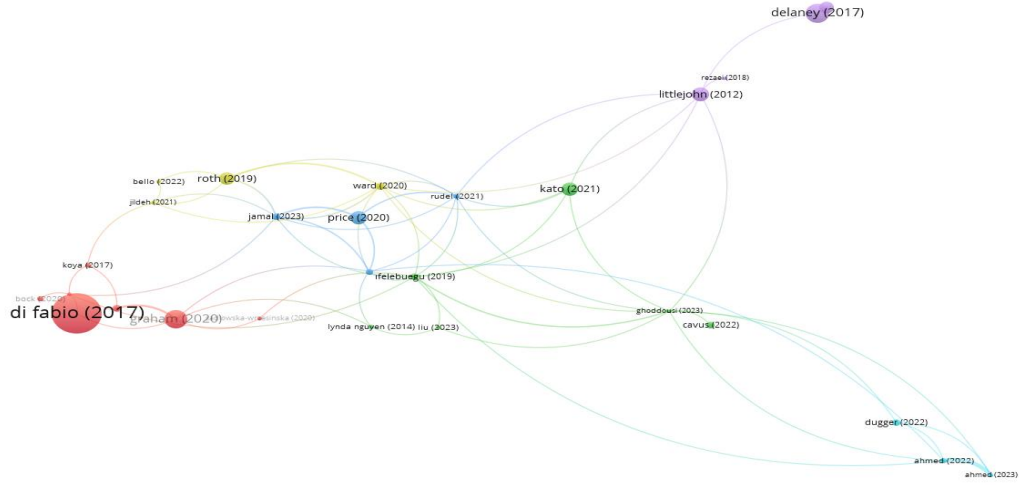 delaney (2017)
rezaei (2018)
littlejohn (2012)
bello (2022)
roth (2019)
ward (2020)
kato (2021)
rudel (2021)
jildeh (2021)
jamal (2023)
price (2020)
koya (2017)
ifelebuegu (2019)
bock (2020)
di fabio (2017)
graham (2020)
lynda nguyen (2014)
liu (2023)
ghoddousi (2023)
cavus (2022)
dugger (2022)
ahmed (2022)
ahmed (2023)